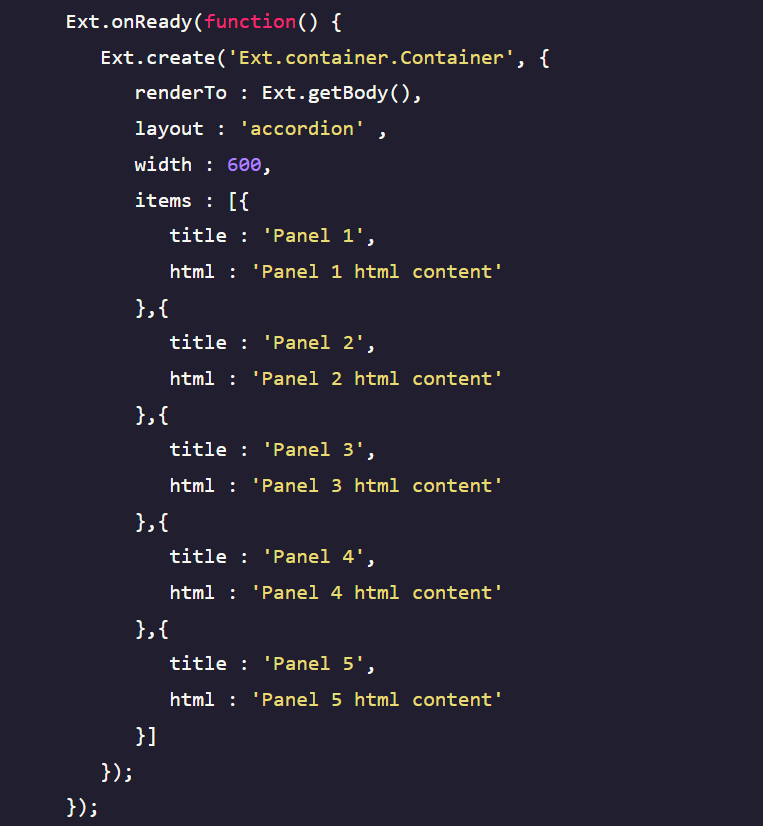 Ext.onReady(function() {
   Ext.create('Ext.container.Container', {
      renderTo : Ext.getBody(),
      layout : 'accordion' ,
      width : 600,
      items : [{
         title : 'Panel 1',
         html : 'Panel 1 html content'
      },{
         title : 'Panel 2',
         html : 'Panel 2 html content'
      },{
         title : 'Panel 3',
         html : 'Panel 3 html content'
      },{
         title : 'Panel 4',
         html : 'Panel 4 html content'
      },{
         title : 'Panel 5',
         html : 'Panel 5 html content'
      }]
   });
});